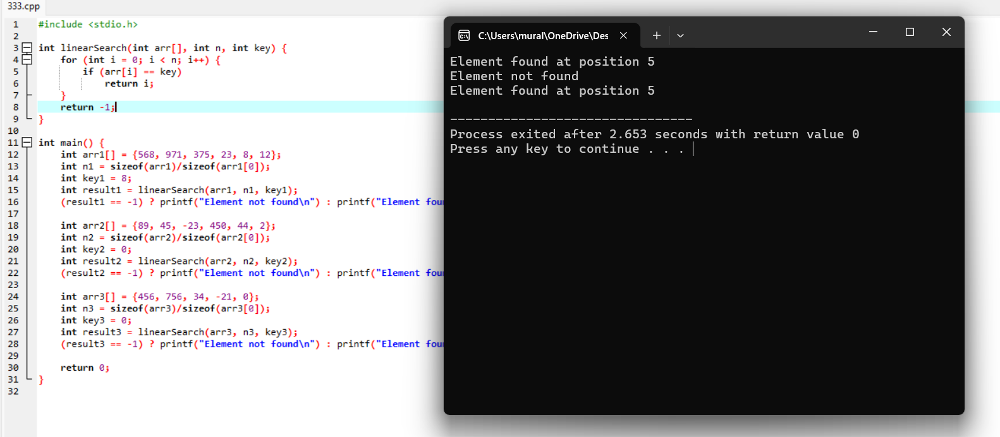 333.cpp
1 #include <stdio.h>
2
3 int linearSearch(int arr[], int n, int key) {
4 for (int i = 0; i < n; i++) {
5 if (arr[i] == key)
6 return i;
7 }
8 return -1;
9 }
10
11 int main() {
12 int arr1[] = {568, 971, 375, 23, 8, 12};
13 int n1 = sizeof(arr1)/sizeof(arr1[0]);
14 int key1 = 8;
15 int result1 = linearSearch(arr1, n1, key1);
16 (result1 == -1) ? printf("Element not found\n") : printf("Element fou
17
18 int arr2[] = {89, 45, -23, 450, 44, 2};
19 int n2 = sizeof(arr2)/sizeof(arr2[0]);
20 int key2 = 0;
21 int result2 = linearSearch(arr2, n2, key2);
22 (result2 == -1) ? printf("Element not found\n") : printf("Element fou
23
24 int arr3[] = {456, 756, 34, -21, 0};
25 int n3 = sizeof(arr3)/sizeof(arr3[0]);
26 int key3 = 0;
27 int result3 = linearSearch(arr3, n3, key3);
28 (result3 == -1) ? printf("Element not found\n") : printf("Element fou
29
30 return 0;
31 }
32
C:\Users\mural\OneDrive\Des
Element found at position 5
Element not found
Element found at position 5
--------------------------------
Process exited after 2.653 seconds with return value 0
Press any key to continue . . .